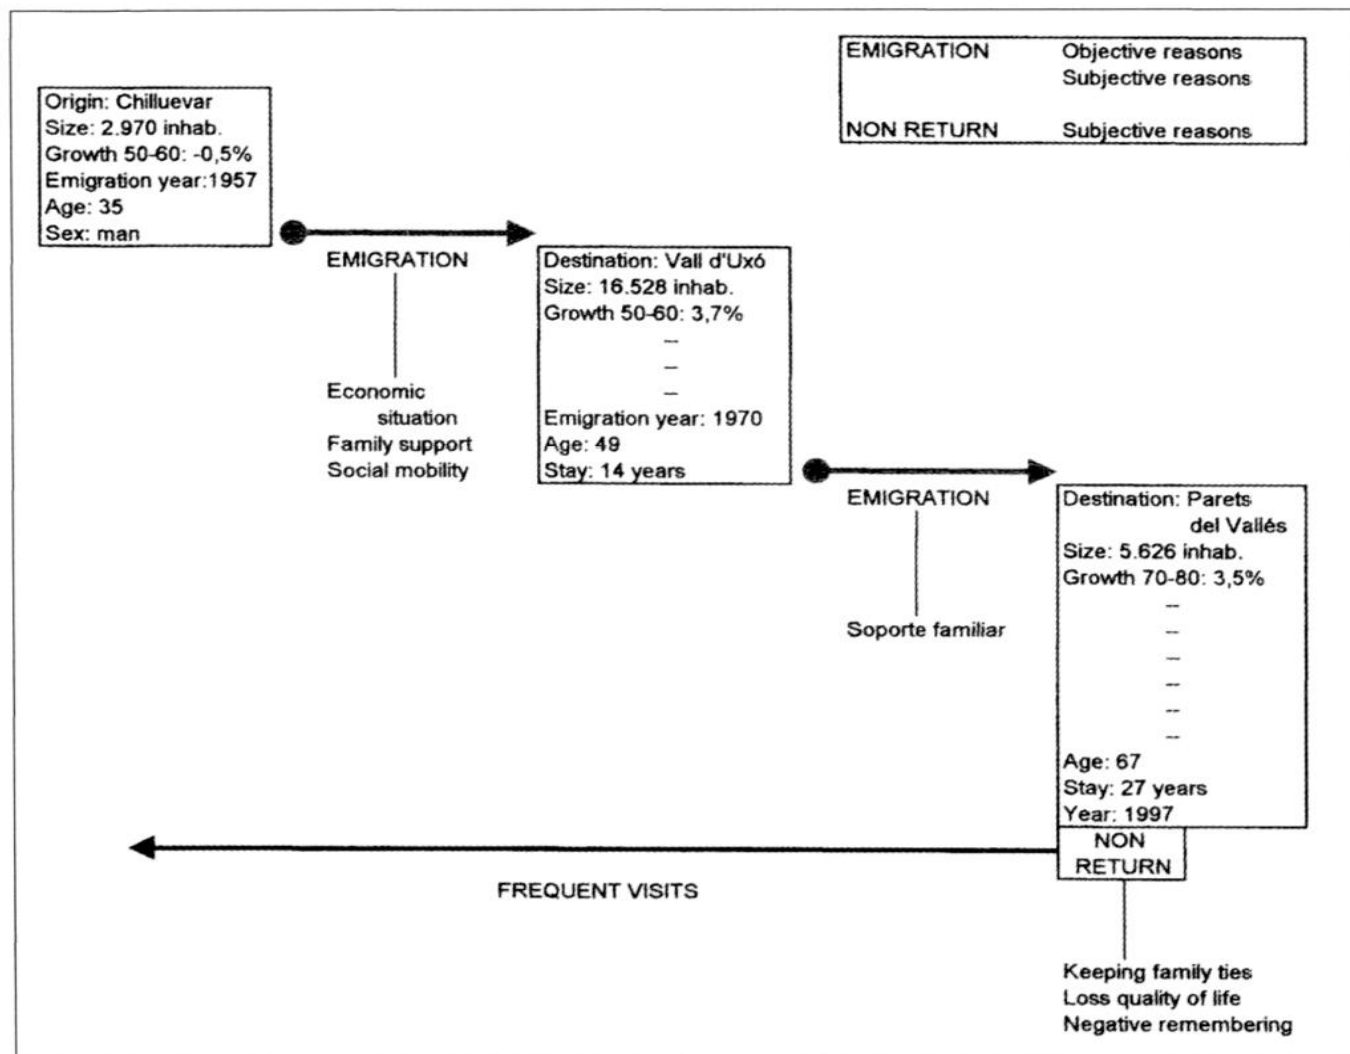 EMIGRATION Objective reasons
Subjective reasons
NON RETURN Subjective reasons
Origin: Chilluevar
Size: 2.970 inhab.
Growth 50-60: -0,5%
Emigration year:1957
Age: 35
Sex: man
EMIGRATION
Economic
situation
Family support
Social mobility
Destination: Vall d'Uxó
Size: 16.528 inhab.
Growth 50-60: 3,7%
--
--
--
Emigration year: 1970
Age: 49
Stay: 14 years
EMIGRATION
Soporte familiar
Destination: Parets
del Vallés
Size: 5.626 inhab.
Growth 70-80: 3,5%
--
--
--
--
--
--
Age: 67
Stay: 27 years
Year: 1997
NON
RETURN
FREQUENT VISITS
Keeping family ties
Loss quality of life
Negative remembering